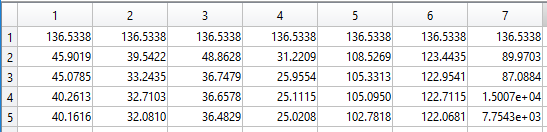 1 2 3 4 5 6 7
1 136.5338 136.5338 136.5338 136.5338 136.5338 136.5338 136.5338
2 45.9019 39.5422 48.8628 31.2209 108.5269 123.4435 89.9703
3 45.0785 33.2435 36.7479 25.9554 105.3313 122.9541 87.0884
4 40.2613 32.7103 36.6578 25.1115 105.0950 122.7115 1.5007e+04
5 40.1616 32.0810 36.4829 25.0208 102.7818 122.0681 7.7543e+03